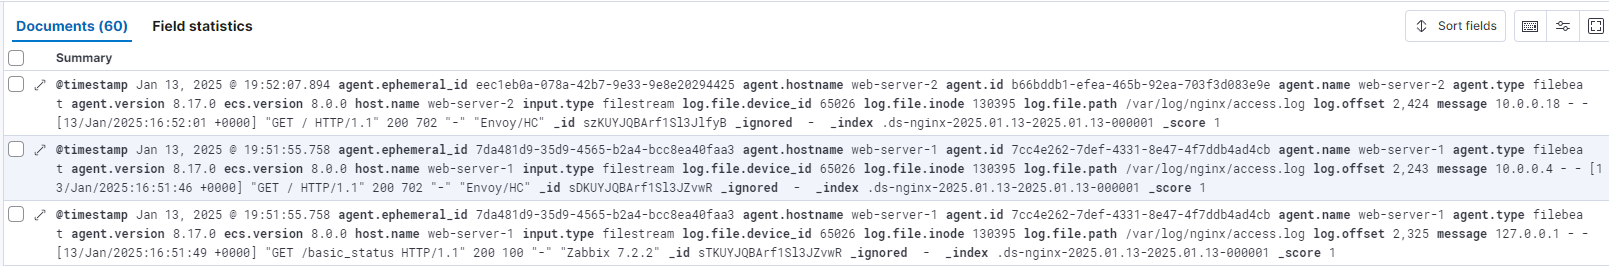 Documents (60) Field statistics Sort fields
Summary
@timestamp Jan 13, 2025 @ 19:52:07.894 agent.ephemeral_id eec1eb0a-078a-42b7-9e33-9e8e20294425 agent.hostname web-server-2 agent.id b66bddb1-efea-465b-92ea-703f3d083e9e agent.name web-server-2 agent.type filebea
t agent.version 8.17.0 ecs.version 8.0.0 host.name web-server-2 input.type filestream log.file.device_id 65026 log.file.inode 130395 log.file.path /var/log/nginx/access.log log.offset 2,424 message 10.0.0.18 - -
[13/Jan/2025:16:52:01 +0000] "GET / HTTP/1.1" 200 702 "-" "Envoy/HC" _id szKUYJQBArf1Sl3JlfyB _ignored - _index .ds-nginx-2025.01.13-2025.01.13-000001 _score 1
@timestamp Jan 13, 2025 @ 19:51:55.758 agent.ephemeral_id 7da481d9-35d9-4565-b2a4-bcc8ea40faa3 agent.hostname web-server-1 agent.id 7cc4e262-7def-4331-8e47-4f7ddb4ad4cb agent.name web-server-1 agent.type filebea
t agent.version 8.17.0 ecs.version 8.0.0 host.name web-server-1 input.type filestream log.file.device_id 65026 log.file.inode 130395 log.file.path /var/log/nginx/access.log log.offset 2,243 message 10.0.0.4 - - [1
3/Jan/2025:16:51:46 +0000] "GET / HTTP/1.1" 200 702 "-" "Envoy/HC" _id sDKUYJQBArf1Sl3JZvwR _ignored - _index .ds-nginx-2025.01.13-2025.01.13-000001 _score 1
@timestamp Jan 13, 2025 @ 19:51:55.758 agent.ephemeral_id 7da481d9-35d9-4565-b2a4-bcc8ea40faa3 agent.hostname web-server-1 agent.id 7cc4e262-7def-4331-8e47-4f7ddb4ad4cb agent.name web-server-1 agent.type filebea
t agent.version 8.17.0 ecs.version 8.0.0 host.name web-server-1 input.type filestream log.file.device_id 65026 log.file.inode 130395 log.file.path /var/log/nginx/access.log log.offset 2,325 message 127.0.0.1 - -
[13/Jan/2025:16:51:49 +0000] "GET /basic_status HTTP/1.1" 200 100 "-" "Zabbix 7.2.2" _id sTKUYJQBArf1Sl3JZvwR _ignored - _index .ds-nginx-2025.01.13-2025.01.13-000001 _score 1